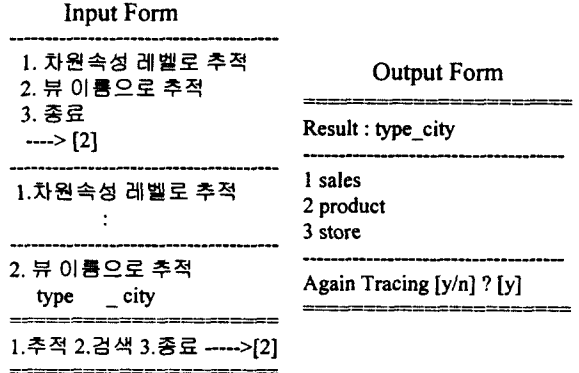 Input Form
1. 차원속성 레벨로 추적
2. 뷰 이름으로 추적
3. 종료
----> [2]
1.차원속성 레벨로 추적
:
2. 뷰 이름으로 추적
type _ city
1.추적 2.검색 3.종료 ----->[2]
Output Form
Result : type_city
1 sales
2 product
3 store
Again Tracing [y/n] ? [y]